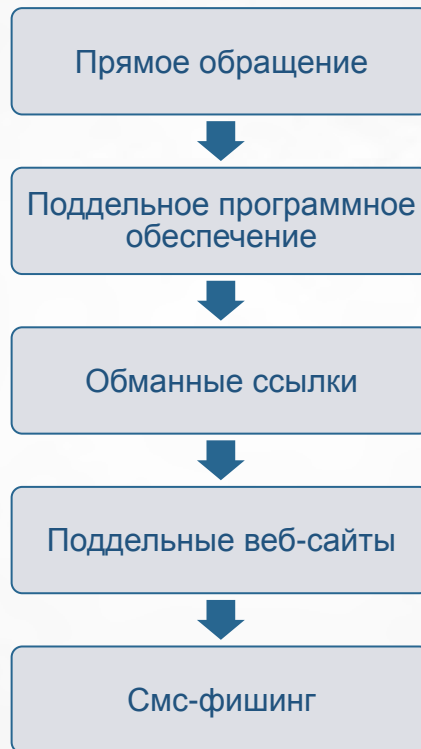 Прямое обращение
Поддельное программное
обеспечение
Обманные ссылки
Поддельные веб-сайты
Смс-фишинг